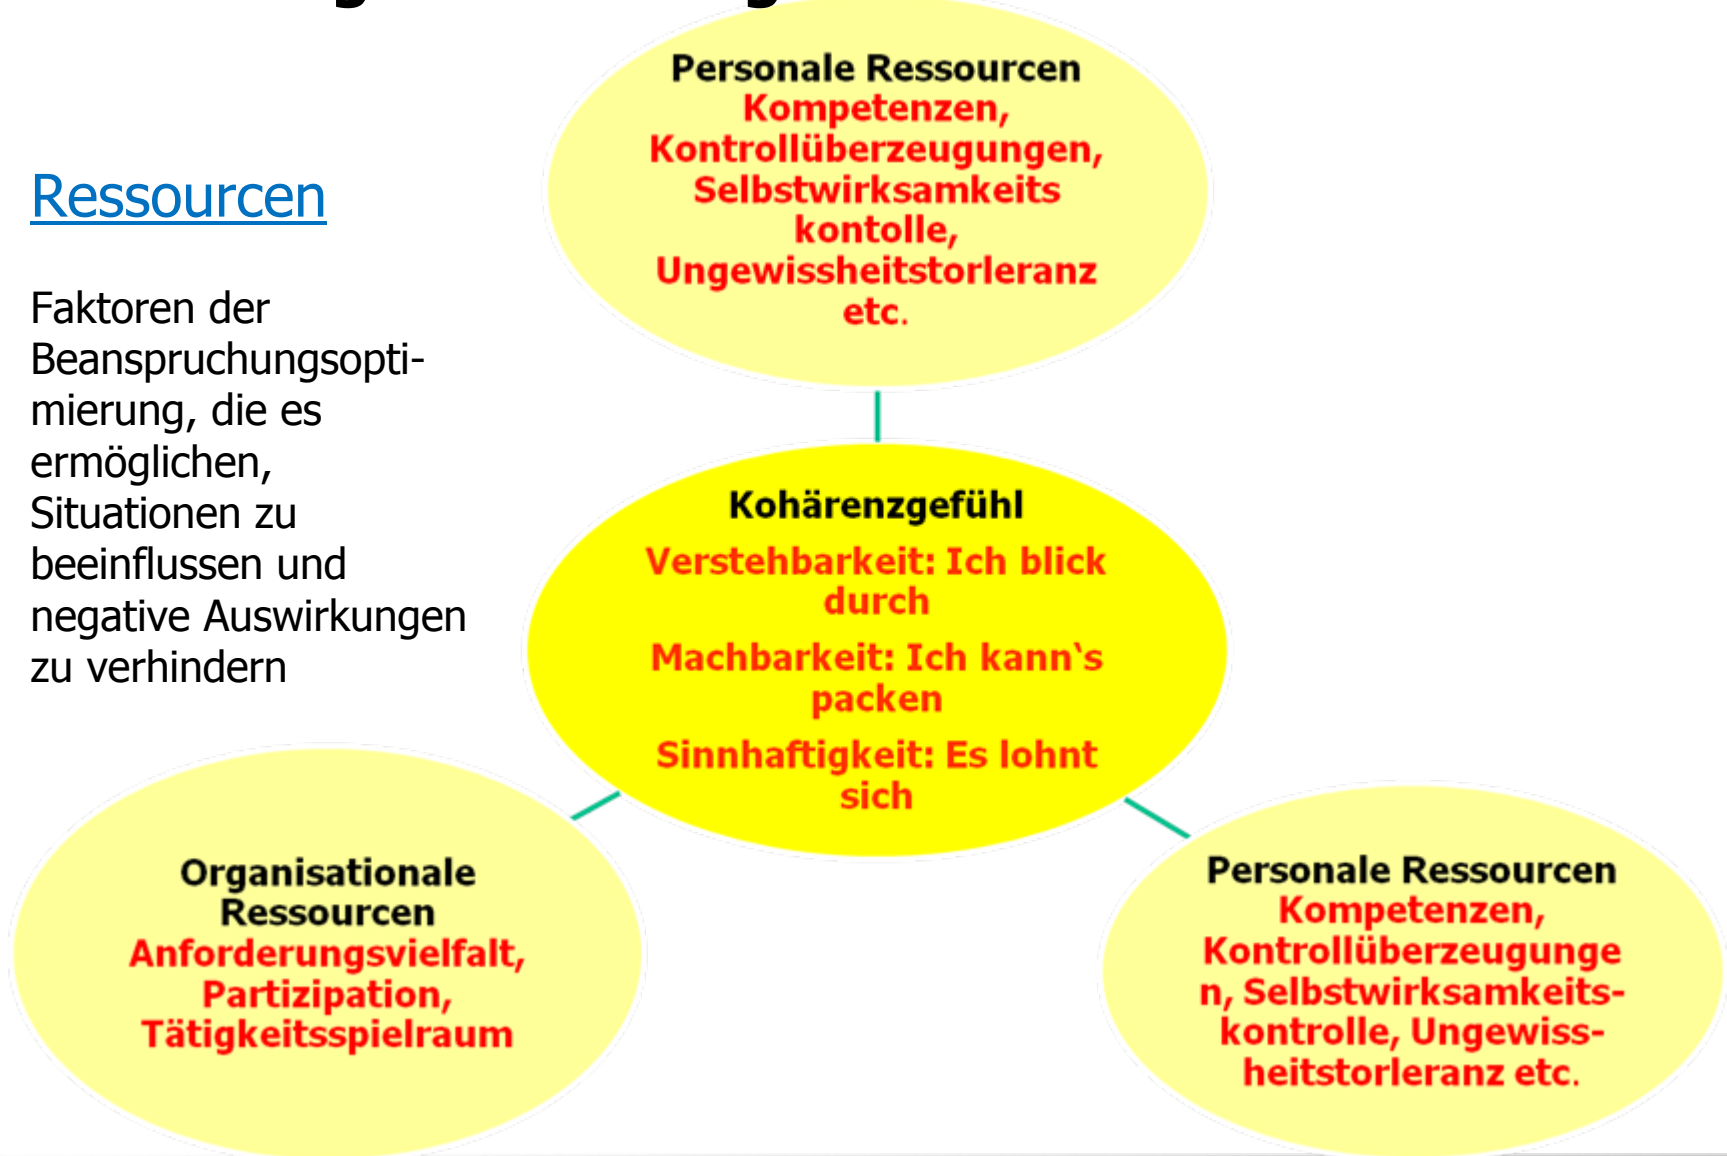 Personale Ressourcen
Kompetenzen,
Kontrollüberzeugungen,
Selbstwirksamkeits
kontolle,
Ungewissheitstorleranz
etc.
Ressourcen
Faktoren der
Beanspruchungsopti-
mierung, die es
ermöglichen,
Situationen zu
beeinflussen und
negative Auswirkungen
zu verhindern
Kohärenzgefühl
Verstehbarkeit: Ich blick
durch
Machbarkeit: Ich kann‘s
packen
Sinnhaftigkeit: Es lohnt
sich
Organisationale
Ressourcen
Anforderungsvielfalt,
Partizipation,
Tätigkeitsspielraum
Personale Ressourcen
Kompetenzen,
Kontrollüberzeugunge
n, Selbstwirksamkeits-
kontrolle, Ungewiss-
heitstorleranz etc.